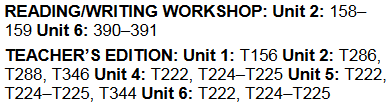 READING/WRITING WORKSHOP: Unit 2: 158–
159 Unit 6: 390–391
TEACHER’S EDITION: Unit 1: T156 Unit 2: T286,
T288, T346 Unit 4: T222, T224–T225 Unit 5: T222,
T224–T225, T344 Unit 6: T222, T224–T225